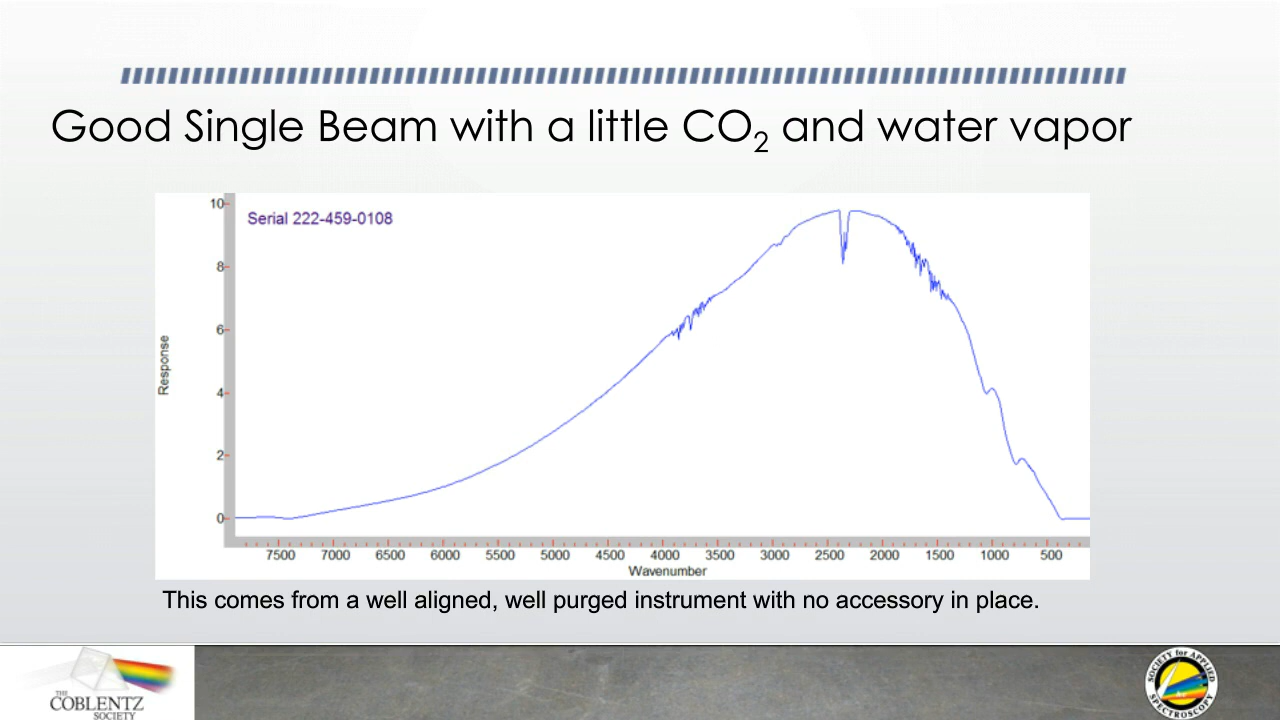 Good Single Beam with a little CO₂ and water vapor
Serial 222-459-0108
10
8
6
4
2
0
Response
7500 7000 6500 6000 5500 5000 4500 4000 3500 3000 2500 2000 1500 1000 500
Wavenumber
This comes from a well aligned, well purged instrument with no accessory in place.
THE
COBLENTZ
SOCIETY
SOCIETY for APPLIED
SPECTROSCOPY